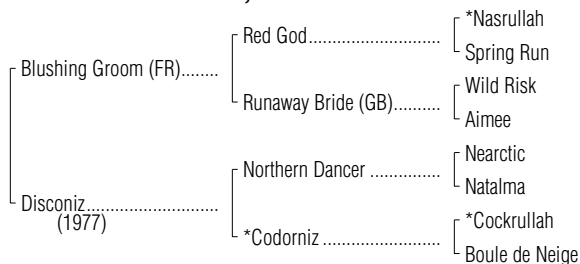 *Nasrullah
Red God
Spring Run
Blushing Groom (FR)
Wild Risk
Runaway Bride (GB)
Aimee
Nearctic
Northern Dancer
Natalma
Disconiz
(1977)
*Cockrullah
*Codorniz
Boule de Neige